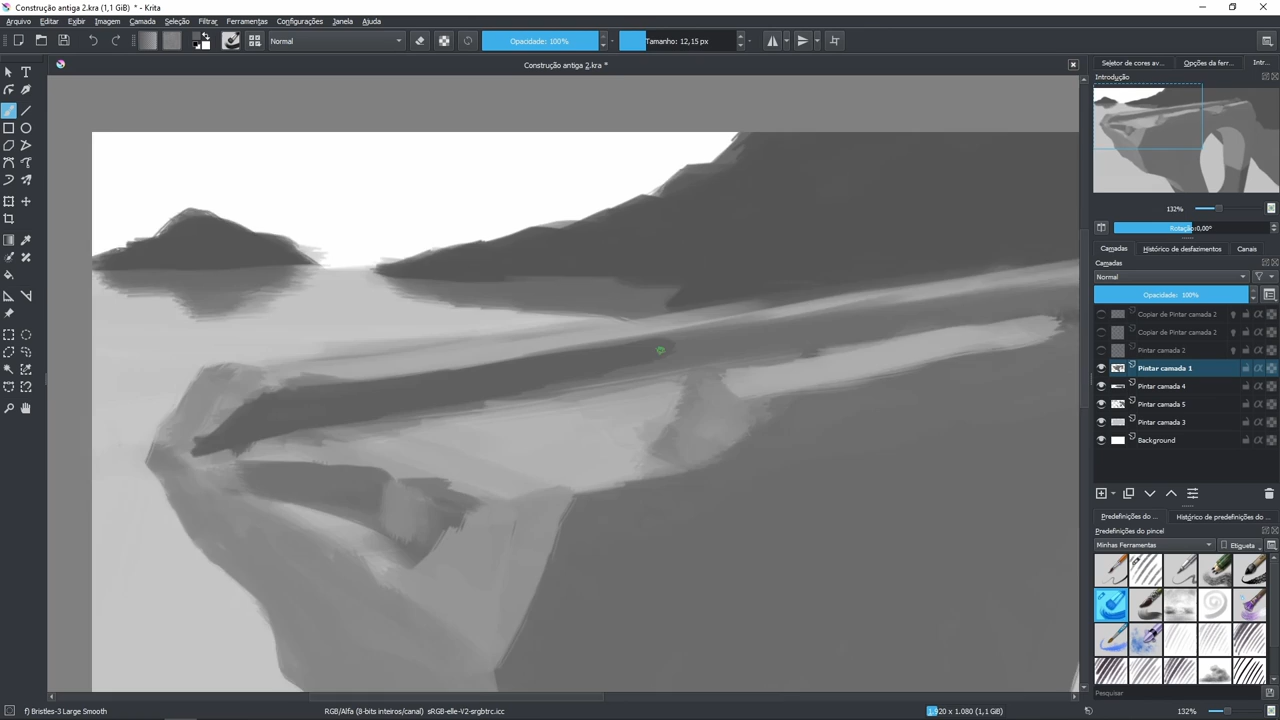 Construção antiga 2.kra (1,1 GiB) * - Krita
Arquivo Editar Exibir Imagem Camada Seleção Filtrar Ferramentas Configurações Janela Ajuda
Normal Opacidade: 100% Tamanho: 12,15 px
Construção antiga 2.kra *
Seletor de cores av... Opções da ferr... Intr...
Introdução
132%
Rotação:0,00°
Camadas Histórico de desfazimentos Canais
Camadas
Normal
Opacidade: 100%
Copiar de Pintar camada 2
Copiar de Pintar camada 2
Pintar camada 2
Pintar camada 1
Pintar camada 4
Pintar camada 5
Pintar camada 3
Background
Predefinições do ... Histórico de predefinições do ...
Predefinições do pincel
Minhas Ferramentas Etiqueta
Pesquisar
f) Bristles-3 Large Smooth RGB/Alfa (8-bits inteiros/canal) sRGB-elle-V2-srgbtrc.icc 1.920 x 1.080 (1,1 GiB) 132%